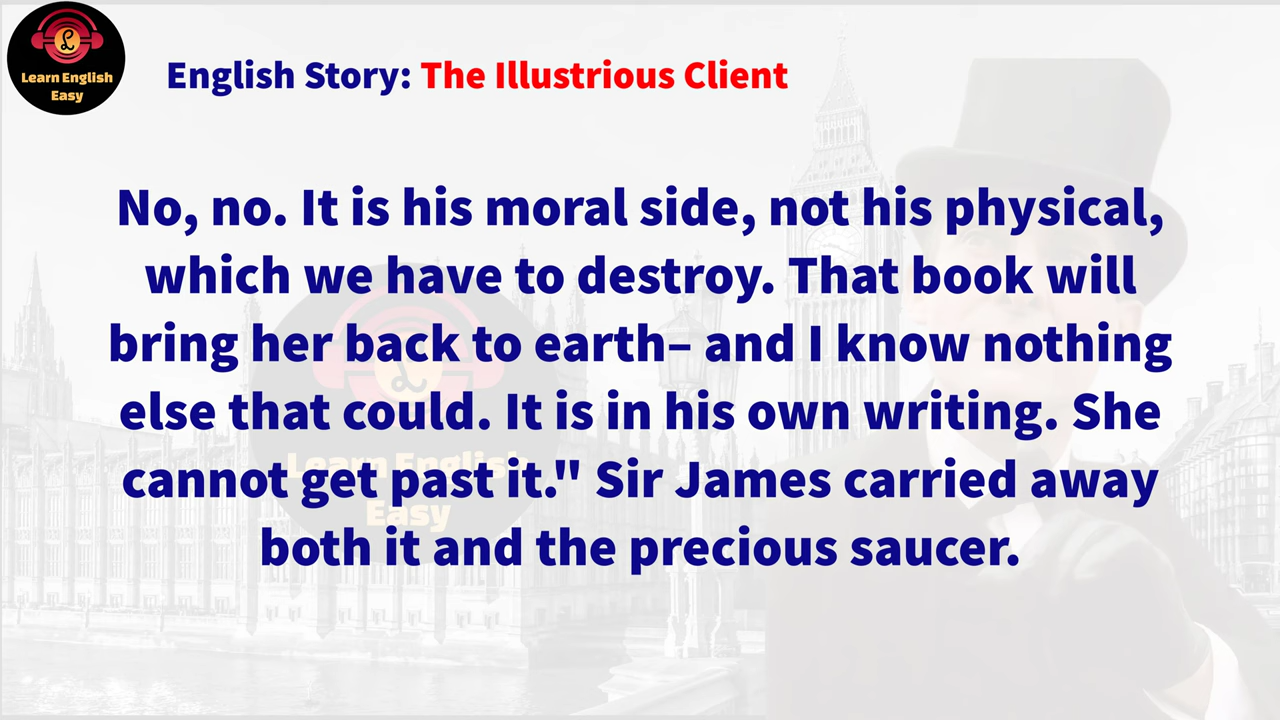 Learn English
Easy
English Story: The Illustrious Client
No, no. It is his moral side, not his physical,
which we have to destroy. That book will
bring her back to earth– and I know nothing
else that could. It is in his own writing. She
cannot get past it." Sir James carried away
both it and the precious saucer.
Learn English
Easy